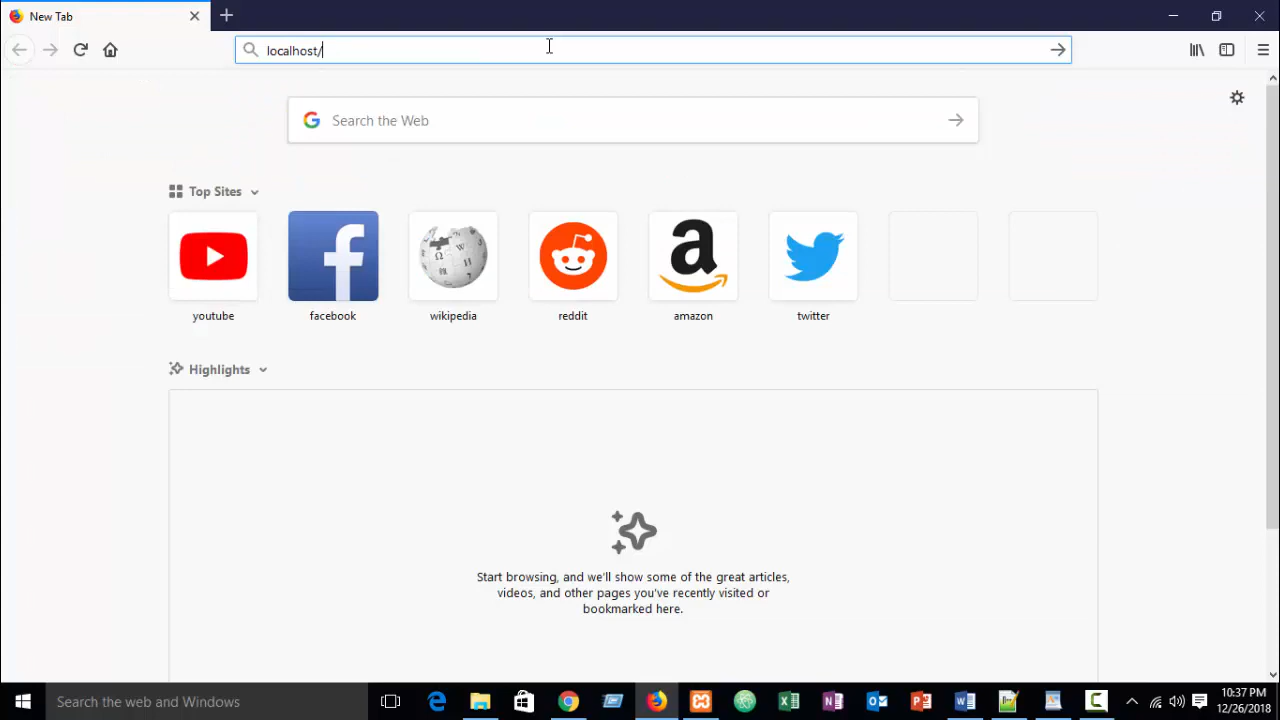 New Tab
localhost/
Search the Web
Top Sites
youtube
facebook
wikipedia
reddit
amazon
twitter
Highlights
Start browsing, and we'll show some of the great articles,
videos, and other pages you've recently visited or
bookmarked here.
Search the web and Windows
10:37 PM
12/26/2018